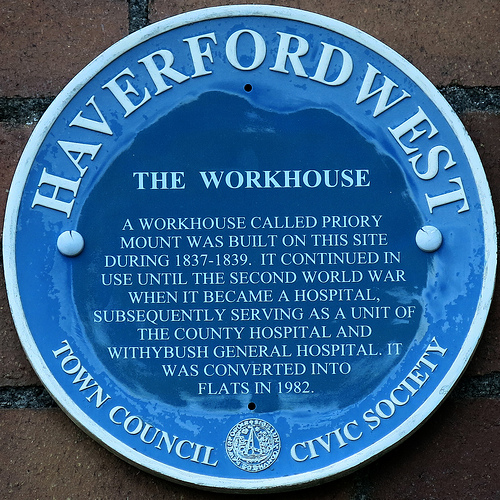 HAVERFORDWEST
THE WORKHOUSE
A WORKHOUSE CALLED PRIORY
MOUNT WAS BUILT ON THIS SITE
DURING 1837-1839. IT CONTINUED IN
USE UNTIL THE SECOND WORLD WAR
WHEN IT BECAME A HOSPITAL,
SUBSEQUENTLY SERVING AS A UNIT OF
THE COUNTY HOSPITAL AND
WITHYBUSH GENERAL HOSPITAL. IT
WAS CONVERTED INTO
FLATS IN 1982.
TOWN COUNCIL
CIVIC SOCIETY